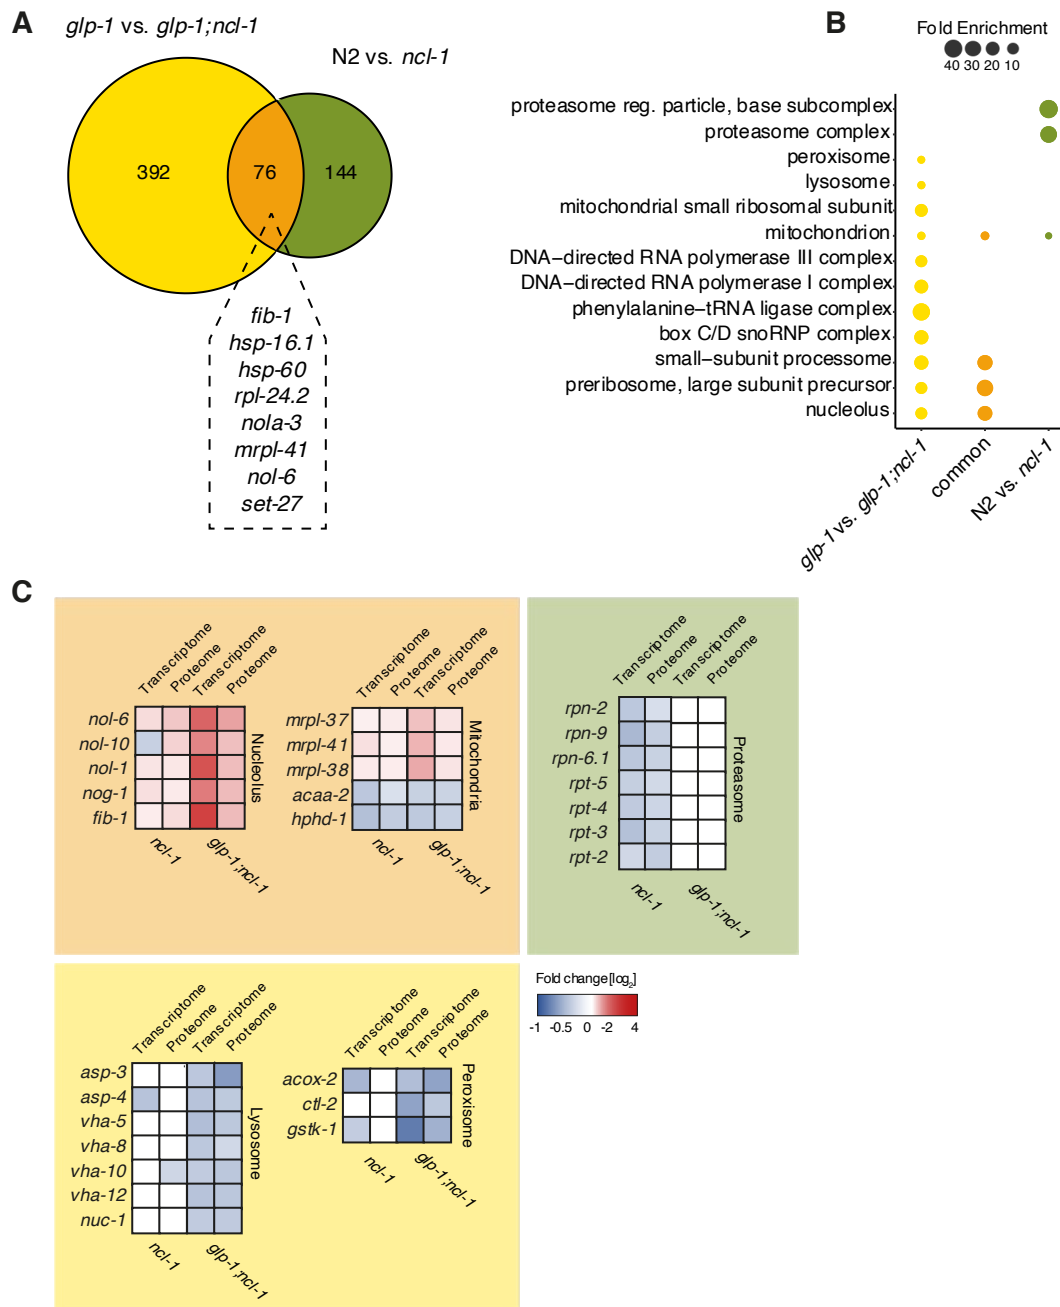 A
glp-1 vs. glp-1;ncl-1
N2 vs. ncl-1
392
76
144
fib-1
hsp-16.1
hsp-60
rpl-24.2
nola-3
mrpl-41
nol-6
set-27
B
Fold Enrichment
40 30 20 10
proteasome reg. particle, base subcomplex
proteasome complex
peroxisome
lysosome
mitochondrial small ribosomal subunit
mitochondrion
DNA−directed RNA polymerase III complex
DNA−directed RNA polymerase I complex
phenylalanine−tRNA ligase complex
box C/D snoRNP complex
small−subunit processome
preribosome, large subunit precursor
nucleolus
glp-1 vs. glp-1;ncl-1
common
N2 vs. ncl-1
C
Transcriptome
Proteome
Transcriptome
Proteome
nol-6
nol-10
nol-1
nog-1
fib-1
Nucleolus
ncl-1
glp-1;ncl-1
Transcriptome
Proteome
Transcriptome
Proteome
mrpl-37
mrpl-41
mrpl-38
acaa-2
hphd-1
Mitochondria
ncl-1
glp-1;ncl-1
Transcriptome
Proteome
Transcriptome
Proteome
rpn-2
rpn-9
rpn-6.1
rpt-5
rpt-4
rpt-3
rpt-2
Proteasome
ncl-1
glp-1;ncl-1
Transcriptome
Proteome
Transcriptome
Proteome
asp-3
asp-4
vha-5
vha-8
vha-10
vha-12
nuc-1
Lysosome
ncl-1
glp-1;ncl-1
Transcriptome
Proteome
Transcriptome
Proteome
acox-2
ctl-2
gstk-1
Peroxisome
ncl-1
glp-1;ncl-1
Fold change[log2]
-1 -0.5 0 -2 4